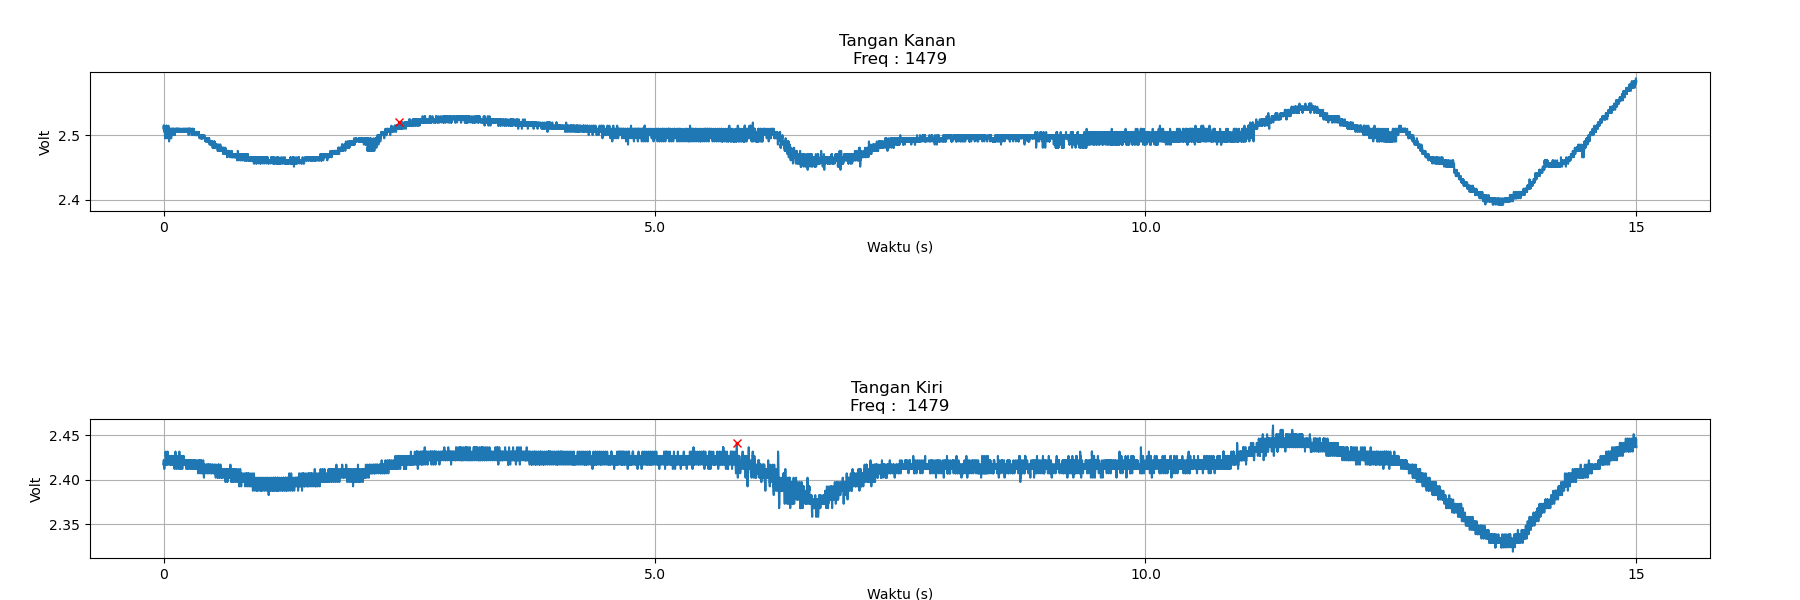 Tangan Kanan
Freq : 1479
Volt
2.5
2.4
0 5.0 10.0 15
Waktu (s)
Tangan Kiri
Freq :  1479
Volt
2.45
2.40
2.35
0 5.0 10.0 15
Waktu (s)